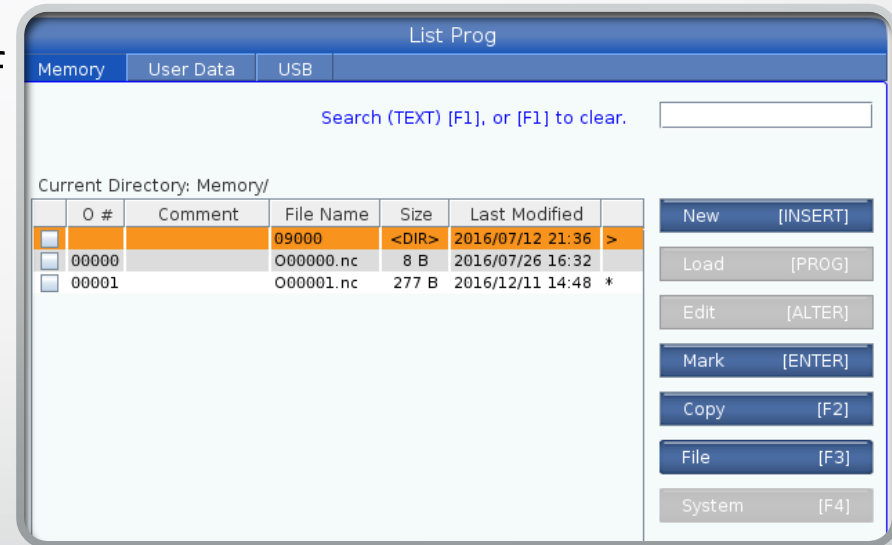 List Prog
f
Memory User Data USB
Search (TEXT) [F1], or [F1] to clear.
Current Directory: Memory/
O # Comment File Name Size Last Modified
09000 <DIR> 2016/07/12 21:36 >
00000 O00000.nc 8 B 2016/07/26 16:32
00001 O00001.nc 277 B 2016/12/11 14:48 *
New [INSERT]
Load [PROG]
Edit [ALTER]
Mark [ENTER]
Copy [F2]
File [F3]
System [F4]